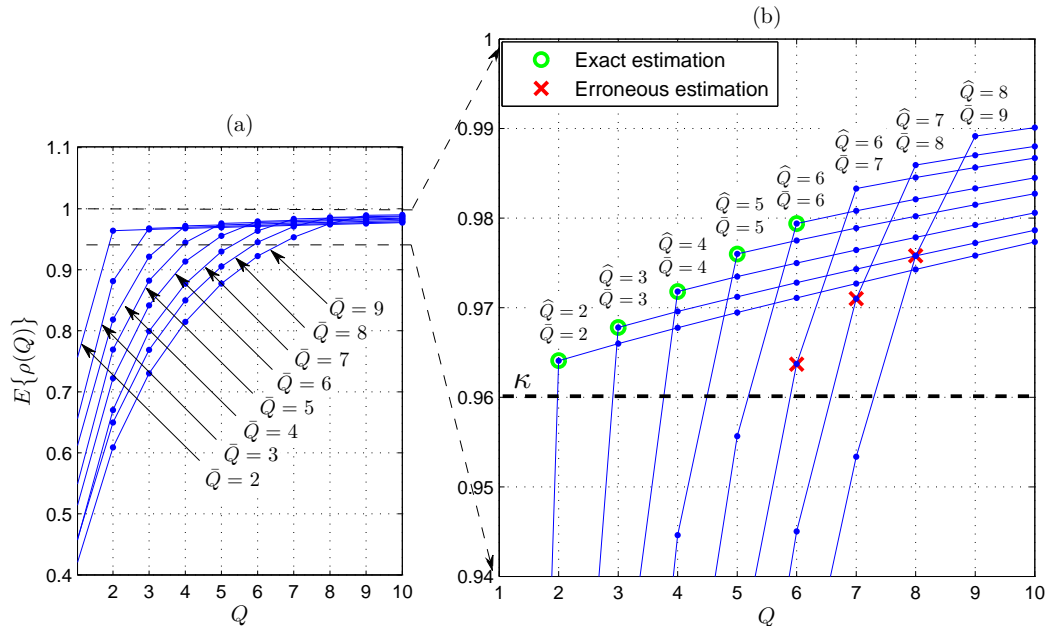 (a)
1.1
1
0.9
0.8
0.7
0.6
0.5
0.4
2 3 4 5 6 7 8 9 10
Q
E{ρ(Q)}
Q̄ = 9
Q̄ = 8
Q̄ = 7
Q̄ = 6
Q̄ = 5
Q̄ = 4
Q̄ = 3
Q̄ = 2
(b)
Exact estimation
Erroneous estimation
1
0.99
0.98
0.97
0.96
0.95
0.94
1 2 3 4 5 6 7 8 9 10
Q
κ
Q̂ = 2
Q̄ = 2
Q̂ = 3
Q̄ = 3
Q̂ = 4
Q̄ = 4
Q̂ = 5
Q̄ = 5
Q̂ = 6
Q̄ = 6
Q̂ = 6
Q̄ = 7
Q̂ = 7
Q̄ = 8
Q̂ = 8
Q̄ = 9